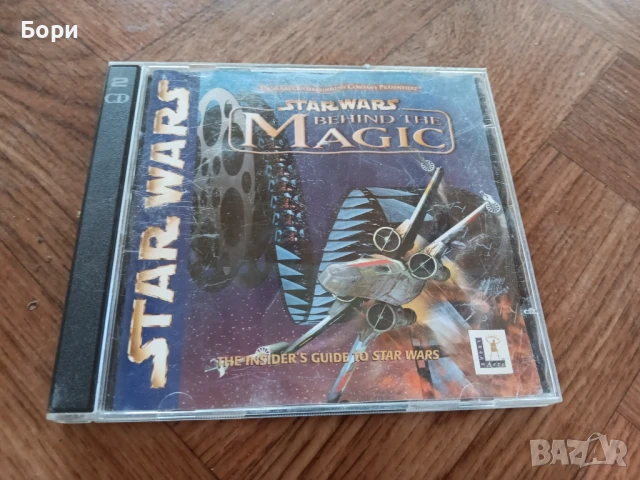 Бори
2
CD
STAR WARS
STAR WARS
BEHIND THE
MAGIC
THE INSIDER'S GUIDE TO STAR WARS
BAZAR